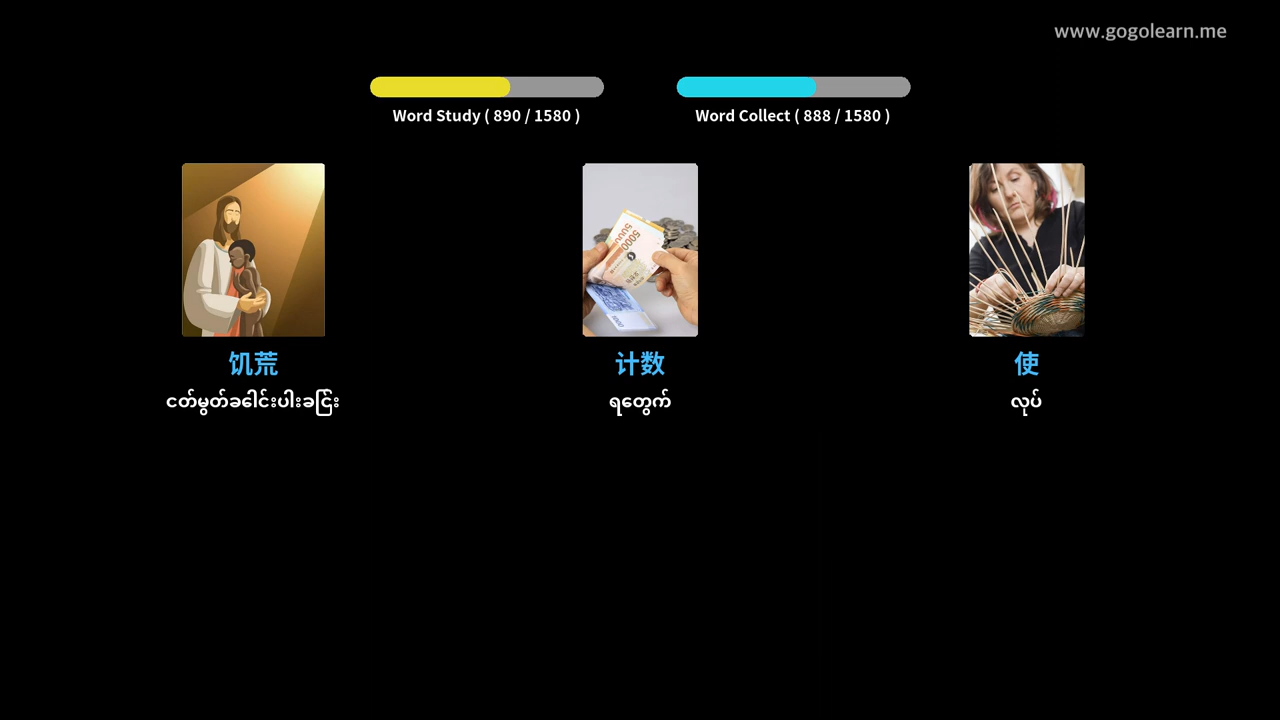 www.gogolearn.me
Word Study ( 890 / 1580 )
Word Collect ( 888 / 1580 )
5000
饥荒
计数
使
ငတ်မွတ်ခေါင်းပါးခြင်း
ရေတွက်
လုပ်